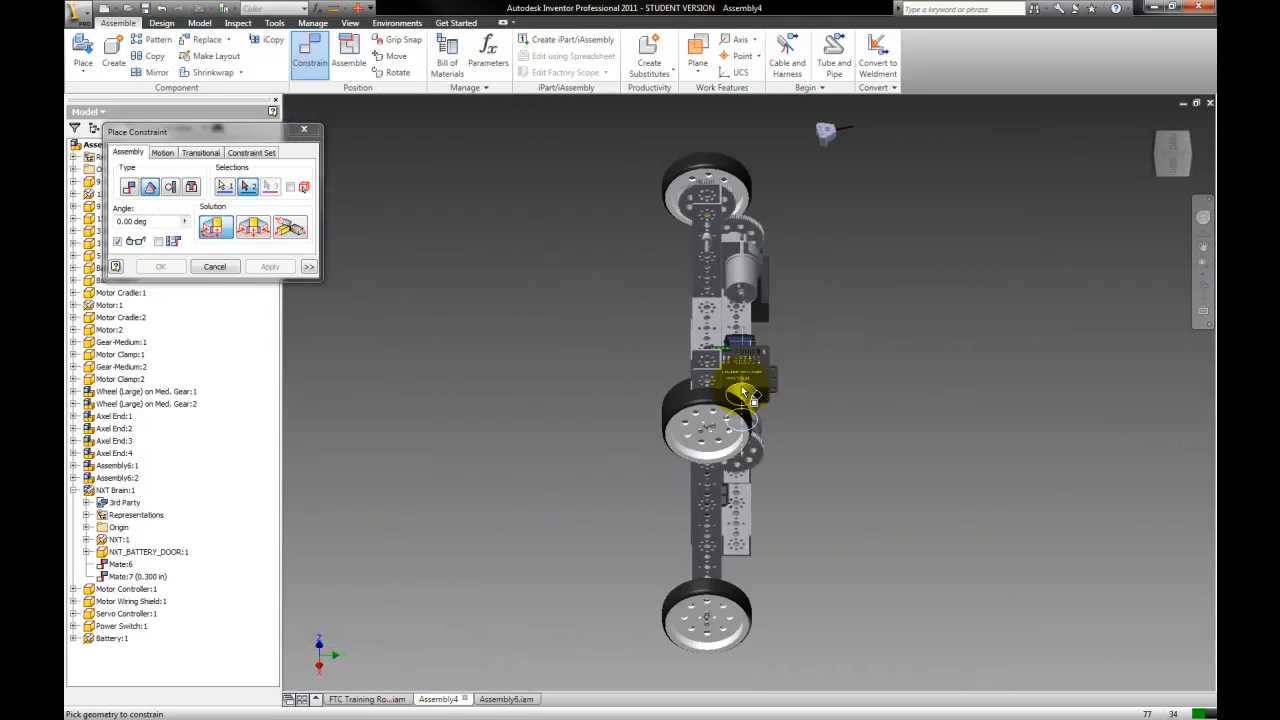 Autodesk Inventor Professional 2011 - STUDENT VERSION   Assembly4
Type a keyword or phrase
PRO
Color
Assemble Design Model Inspect Tools Manage View Environments Get Started
Place
Create
Pattern
Copy
Mirror
Replace
Make Layout
Shrinkwrap
iCopy
Constrain
Assemble
Grip Snap
Move
Rotate
Bill of
Materials
Parameters
Create iPart/iAssembly
Edit using Spreadsheet
Edit Factory Scope
Create
Substitutes
Plane
Axis
Point
UCS
Cable and
Harness
Tube and
Pipe
Convert to
Weldment
Component
Position
Manage
iPart/iAssembly
Productivity
Work Features
Begin
Convert
Model
Place Constraint
Assembly Motion Transitional Constraint Set
Type
Selections
1 2 3
Angle:
0.00 deg
Solution
OK Cancel Apply >>
Motor Cradle:1
Motor:1
Motor Cradle:2
Motor:2
Gear-Medium:1
Motor Clamp:1
Gear-Medium:2
Motor Clamp:2
Wheel (Large) on Med. Gear:1
Wheel (Large) on Med. Gear:2
Axel End:1
Axel End:2
Axel End:3
Axel End:4
Assembly6:1
Assembly6:2
NXT Brain:1
3rd Party
Representations
Origin
NXT:1
NXT_BATTERY_DOOR:1
Mate:6
Mate:7 (0.300 in)
Motor Controller:1
Motor Wiring Shield:1
Servo Controller:1
Power Switch:1
Battery:1
Z
X
FTC Training Ro...iam Assembly4 Assembly6.iam
Pick geometry to constrain
77 34